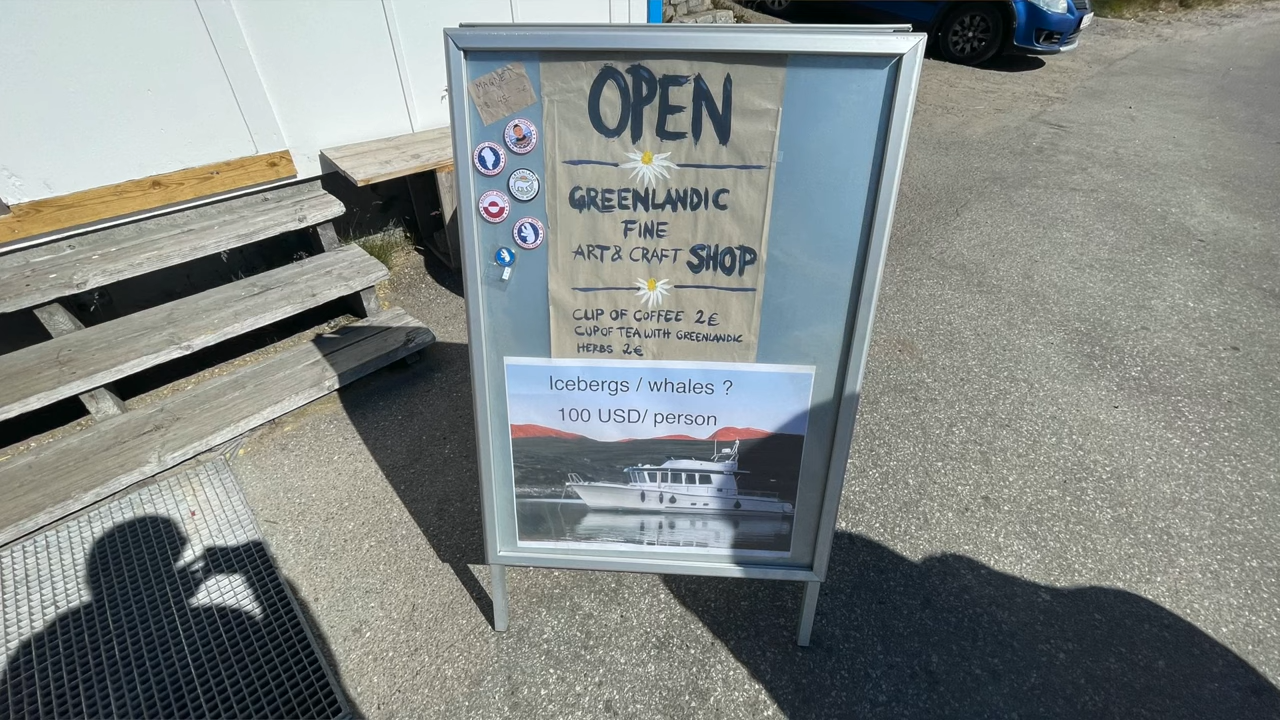 OPEN
GREENLANDIC
FINE
ART & CRAFT SHOP
CUP OF COFFEE 2€
CUP OF TEA WITH GREENLANDIC
HERBS 2€
MAGNET
Icebergs / whales ?
100 USD/ person